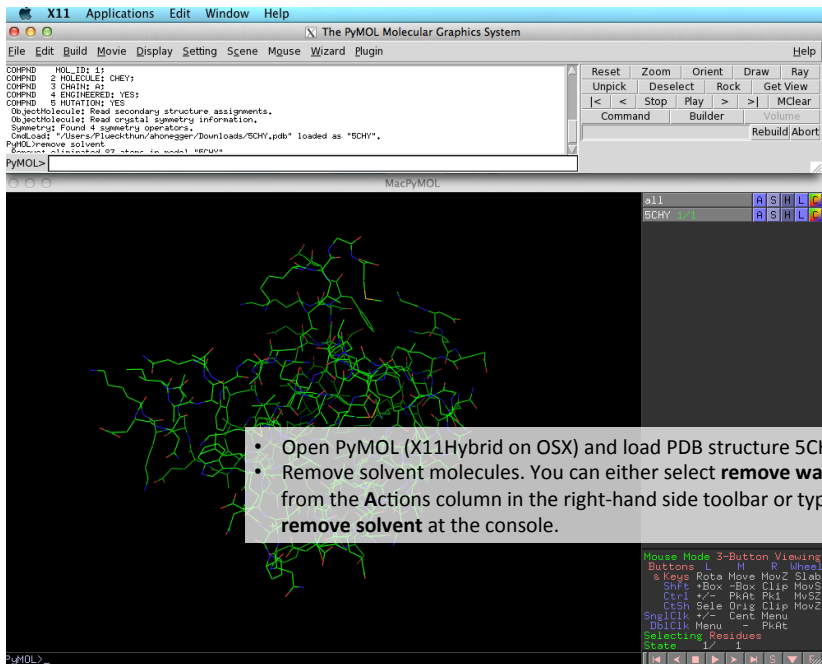 X11 Applications Edit Window Help
The PyMOL Molecular Graphics System
File Edit Build Movie Display Setting Scene Mouse Wizard Plugin Help
COMPND MOL_ID: 1;
COMPND 2 MOLECULE: CHEY;
COMPND 3 CHAIN: A;
COMPND 4 ENGINEERED: YES;
COMPND 5 MUTATION: YES
ObjectMolecule: Read secondary structure assignments.
ObjectMolecule: Read crystal symmetry information.
Symmetry: Found 4 symmetry operators.
CmdLoad: "/Users/Plueckthun/ahonegger/Downloads/5CHY.pdb" loaded as "5CHY".
PyMOL>remove solvent
Remove: eliminated 97 atoms in model "5CHY".
PyMOL>
Reset Zoom Orient Draw Ray
Unpick Deselect Rock Get View
|< < Stop Play > >| MClear
Command Builder Volume
Rebuild Abort
MacPyMOL
all A S H L C
5CHY 1/1 A S H L C
• Open PyMOL (X11Hybrid on OSX) and load PDB structure 5CH
• Remove solvent molecules. You can either select remove wa
from the Actions column in the right-hand side toolbar or typ
remove solvent at the console.
Mouse Mode 3-Button Viewing
Buttons L M R Wheel
& Keys Rota Move MovZ Slab
Shft +Box -Box Clip MovS
Ctrl +/- PkAt Pk1 MvSZ
CtSh Sele Orig Clip MovZ
SnglClk +/- Cent Menu
DblClk Menu - PkAt
Selecting Residues
State 1/ 1
PyMOL>_
S F